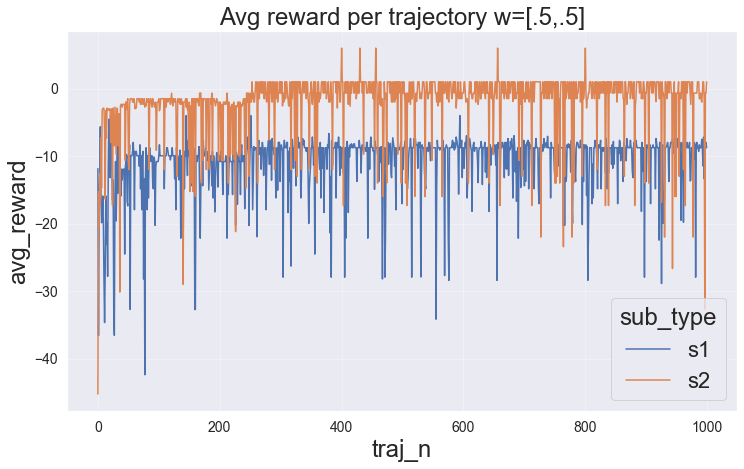 Avg reward per trajectory w=[.5,.5]
avg_reward
0
−10
−20
−30
−40
0
200
400
600
800
1000
traj_n
sub_type
s1
s2